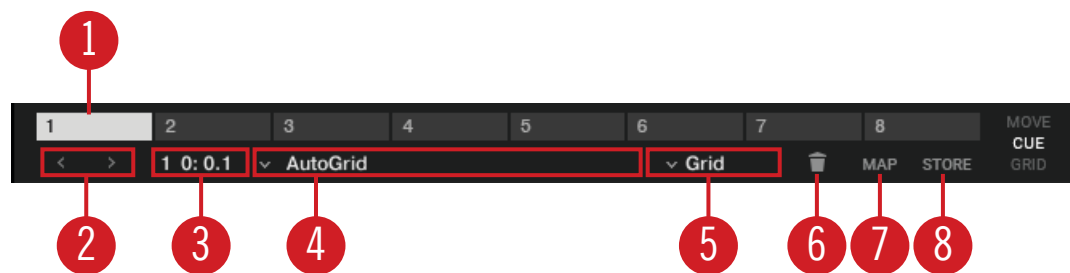 1
1 2 3 4 5 6 7 8 MOVE
CUE
< > 1 0: 0.1 AutoGrid Grid MAP STORE GRID
2 3 4 5 6 7 8